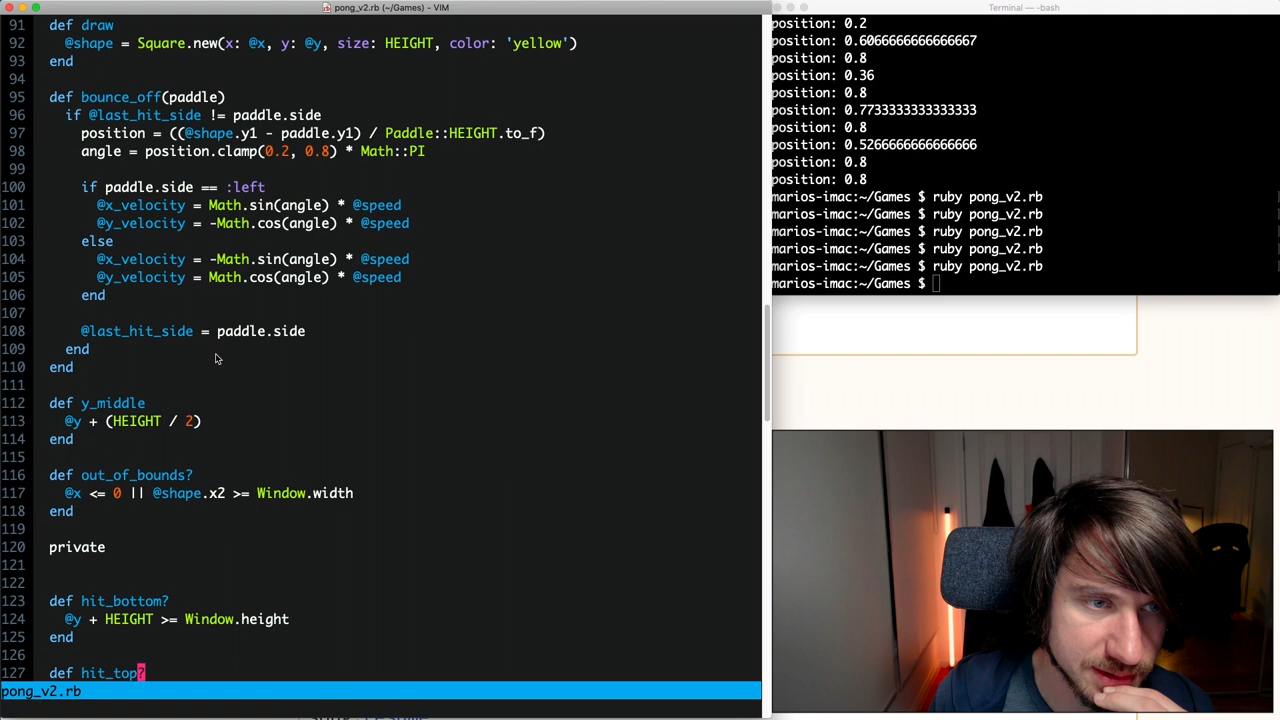 pong_v2.rb (~/Games) - VIM
91 def draw
92 @shape = Square.new(x: @x, y: @y, size: HEIGHT, color: 'yellow')
93 end
94
95 def bounce_off(paddle)
96 if @last_hit_side != paddle.side
97 position = ((@shape.y1 - paddle.y1) / Paddle::HEIGHT.to_f)
98 angle = position.clamp(0.2, 0.8) * Math::PI
99
100 if paddle.side == :left
101 @x_velocity = Math.sin(angle) * @speed
102 @y_velocity = -Math.cos(angle) * @speed
103 else
104 @x_velocity = -Math.sin(angle) * @speed
105 @y_velocity = Math.cos(angle) * @speed
106 end
107
108 @last_hit_side = paddle.side
109 end
110 end
111
112 def y_middle
113 @y + (HEIGHT / 2)
114 end
115
116 def out_of_bounds?
117 @x <= 0 || @shape.x2 >= Window.width
118 end
119
120 private
121
122
123 def hit_bottom?
124 @y + HEIGHT >= Window.height
125 end
126
127 def hit_top?
pong_v2.rb
Terminal — -bash
position: 0.2
position: 0.6066666666666667
position: 0.8
position: 0.36
position: 0.8
position: 0.7733333333333333
position: 0.8
position: 0.5266666666666666
position: 0.8
position: 0.8
marios-imac:~/Games $ ruby pong_v2.rb
marios-imac:~/Games $ ruby pong_v2.rb
marios-imac:~/Games $ ruby pong_v2.rb
marios-imac:~/Games $ ruby pong_v2.rb
marios-imac:~/Games $ ruby pong_v2.rb
marios-imac:~/Games $